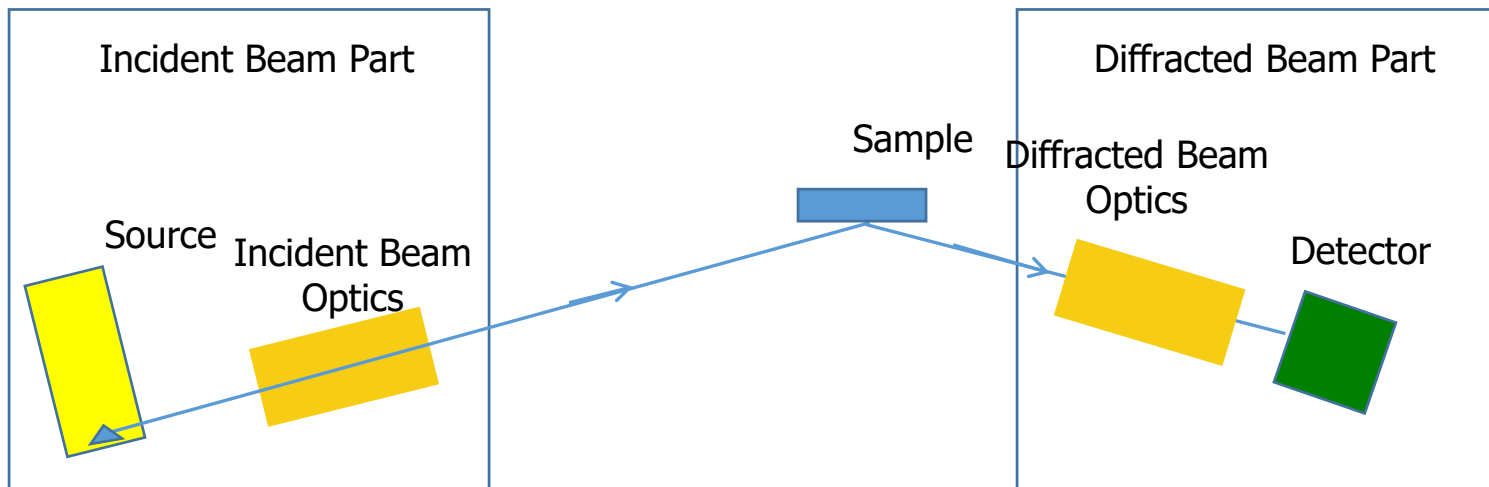 Incident Beam Part
Diffracted Beam Part
Sample
Diffracted Beam
Optics
Source
Incident Beam
Optics
Detector